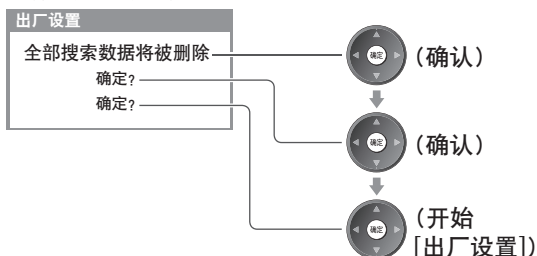 出厂设置
全部搜索数据将被删除
确定?
确定?
确定
(确认)
确定
(确认)
确定
(开始
[出厂设置])